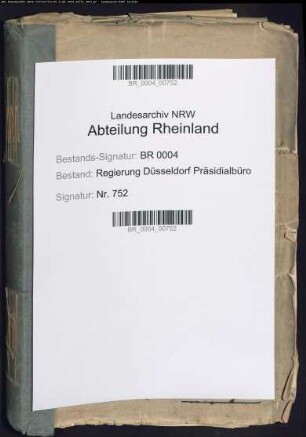 BR_0004_00752
Landesarchiv NRW
Abteilung Rheinland
Bestands-Signatur: BR 0004
Bestand: Regierung Düsseldorf Präsidialbüro
Signatur: Nr. 752
BR_0004_00752